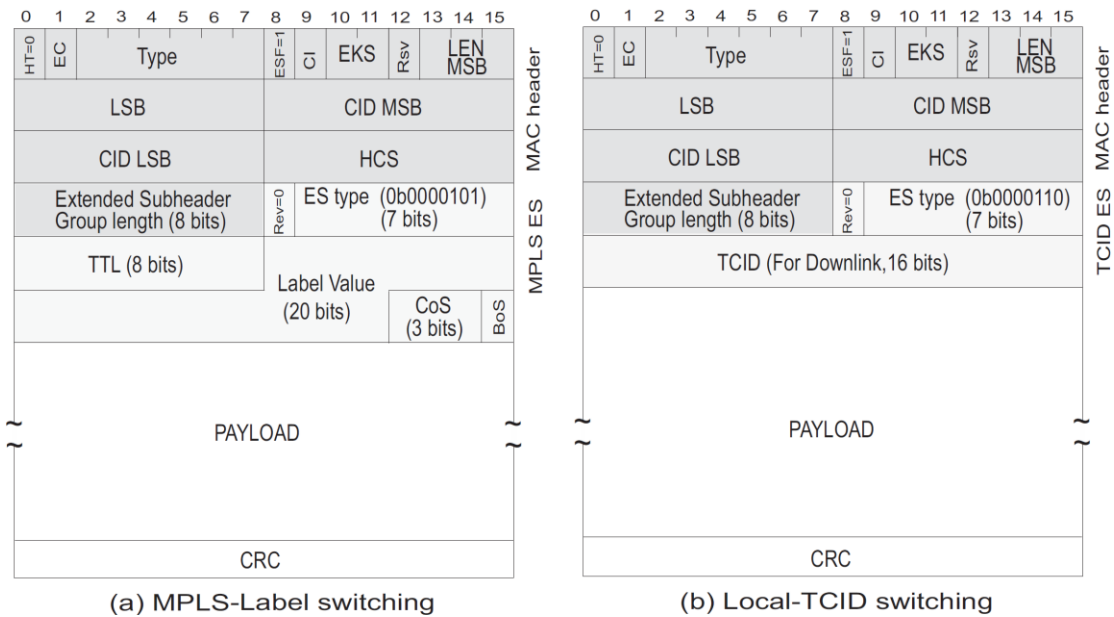 0 1 2 3 4 5 6 7 8 9 10 11 12 13 14 15
HT=0 EC Type ESF=1 CI EKS Rsv LEN MSB
LSB CID MSB
CID LSB HCS
MAC header
Extended Subheader
Group length (8 bits)
Rev=0
ES type (0b0000101)
(7 bits)
TTL (8 bits)
Label Value
(20 bits)
CoS
(3 bits)
BoS
MPLS ES
~ PAYLOAD ~
~ ~
CRC
(a) MPLS-Label switching
0 1 2 3 4 5 6 7 8 9 10 11 12 13 14 15
HT=0 EC Type ESF=1 CI EKS Rsv LEN MSB
LSB CID MSB
CID LSB HCS
MAC header
Extended Subheader
Group length (8 bits)
Rev=0
ES type (0b0000110)
(7 bits)
TCID (For Downlink,16 bits)
TCID ES
~ PAYLOAD ~
~ ~
CRC
(b) Local-TCID switching